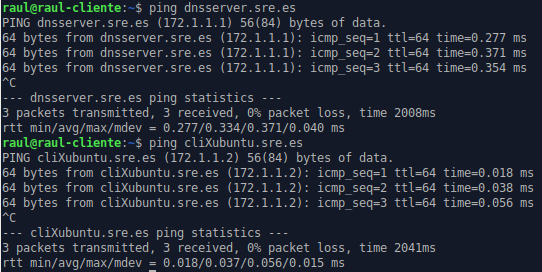 raul@raul-cliente:~$ ping dnsserver.sre.es
PING dnsserver.sre.es (172.1.1.1) 56(84) bytes of data.
64 bytes from dnsserver.sre.es (172.1.1.1): icmp_seq=1 ttl=64 time=0.277 ms
64 bytes from dnsserver.sre.es (172.1.1.1): icmp_seq=2 ttl=64 time=0.371 ms
64 bytes from dnsserver.sre.es (172.1.1.1): icmp_seq=3 ttl=64 time=0.354 ms
^C
--- dnsserver.sre.es ping statistics ---
3 packets transmitted, 3 received, 0% packet loss, time 2008ms
rtt min/avg/max/mdev = 0.277/0.334/0.371/0.040 ms
raul@raul-cliente:~$ ping cliXubuntu.sre.es
PING cliXubuntu.sre.es (172.1.1.2) 56(84) bytes of data.
64 bytes from cliXubuntu.sre.es (172.1.1.2): icmp_seq=1 ttl=64 time=0.018 ms
64 bytes from cliXubuntu.sre.es (172.1.1.2): icmp_seq=2 ttl=64 time=0.038 ms
64 bytes from cliXubuntu.sre.es (172.1.1.2): icmp_seq=3 ttl=64 time=0.056 ms
^C
--- cliXubuntu.sre.es ping statistics ---
3 packets transmitted, 3 received, 0% packet loss, time 2041ms
rtt min/avg/max/mdev = 0.018/0.037/0.056/0.015 ms